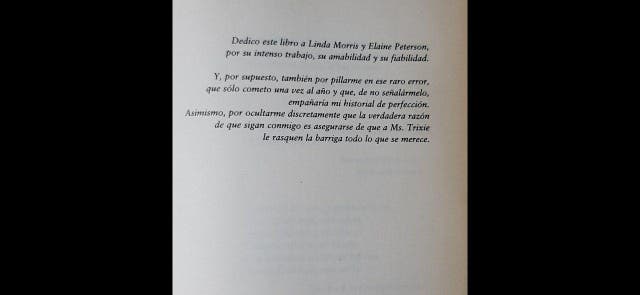 Dedico este libro a Linda Morris y Elaine Peterson,
por su intenso trabajo, su amabilidad y su fiabilidad.
Y, por supuesto, también por pillarme en ese raro error,
que sólo cometo una vez al año y que, de no señalármelo,
empañaría mi historial de perfección.
Asimismo, por ocultarme discretamente que la verdadera razón
de que sigan conmigo es asegurarse de que a Ms. Trixie
le rasquen la barriga todo lo que se merece.